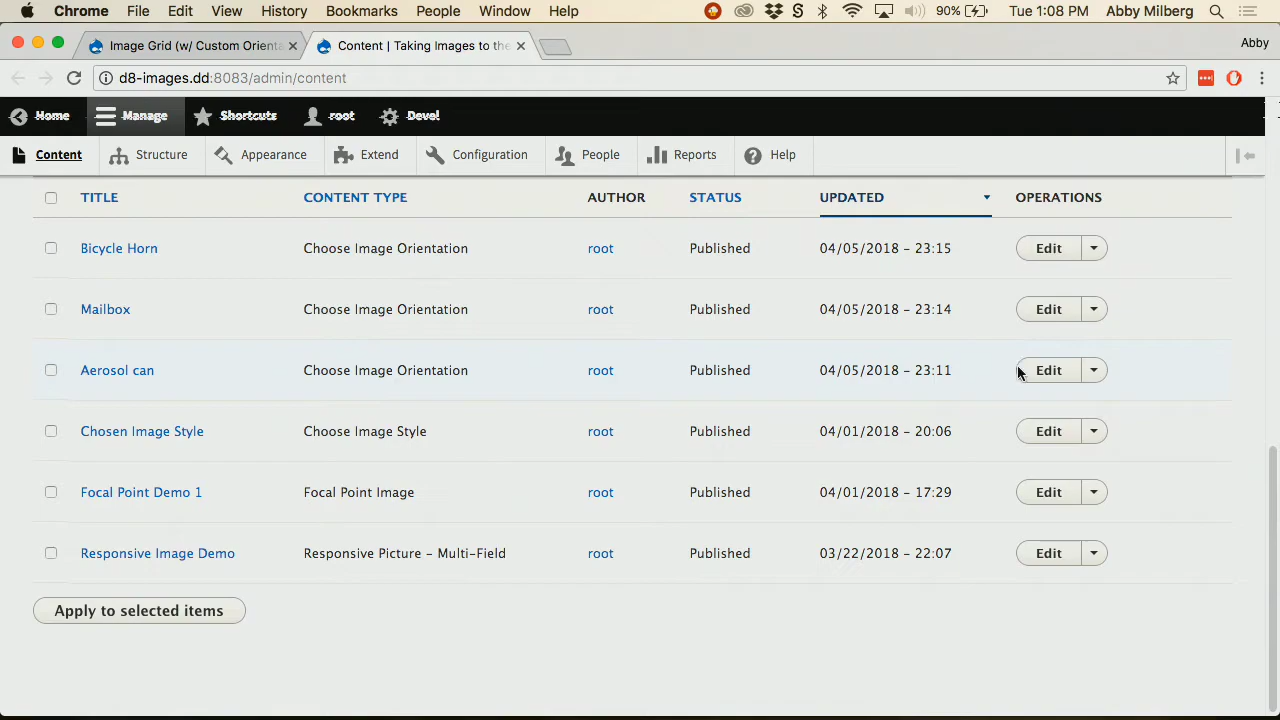 Chrome File Edit View History Bookmarks People Window Help 90% Tue 1:08 PM Abby Milberg
Image Grid (w/ Custom Orienta Content | Taking Images to the Abby
d8-images.dd:8083/admin/content
Home Manage Shortcuts root Devel
Content Structure Appearance Extend Configuration People Reports Help
TITLE CONTENT TYPE AUTHOR STATUS UPDATED OPERATIONS
Bicycle Horn Choose Image Orientation root Published 04/05/2018 - 23:15 Edit
Mailbox Choose Image Orientation root Published 04/05/2018 - 23:14 Edit
Aerosol can Choose Image Orientation root Published 04/05/2018 - 23:11 Edit
Chosen Image Style Choose Image Style root Published 04/01/2018 - 20:06 Edit
Focal Point Demo 1 Focal Point Image root Published 04/01/2018 - 17:29 Edit
Responsive Image Demo Responsive Picture - Multi-Field root Published 03/22/2018 - 22:07 Edit
Apply to selected items